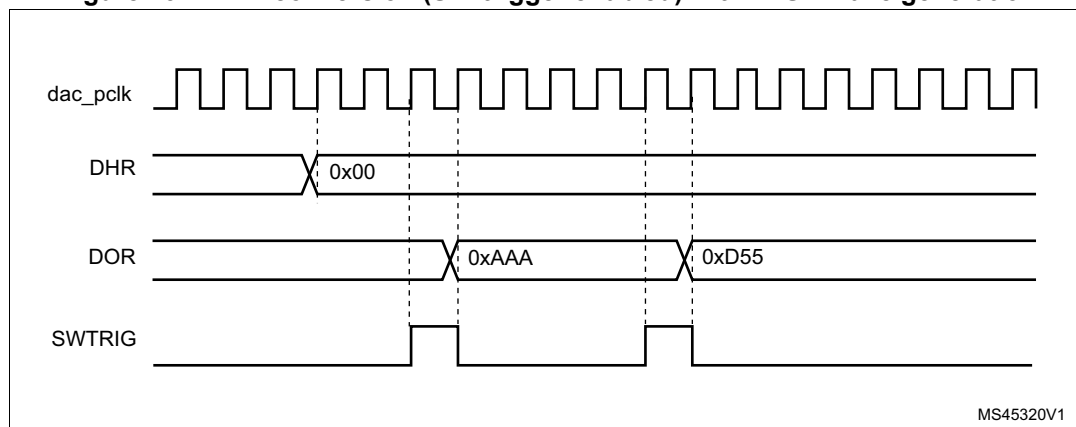 dac_pclk
DHR
0x00
DOR
0xAAA
0xD55
SWTRIG
MS45320V1